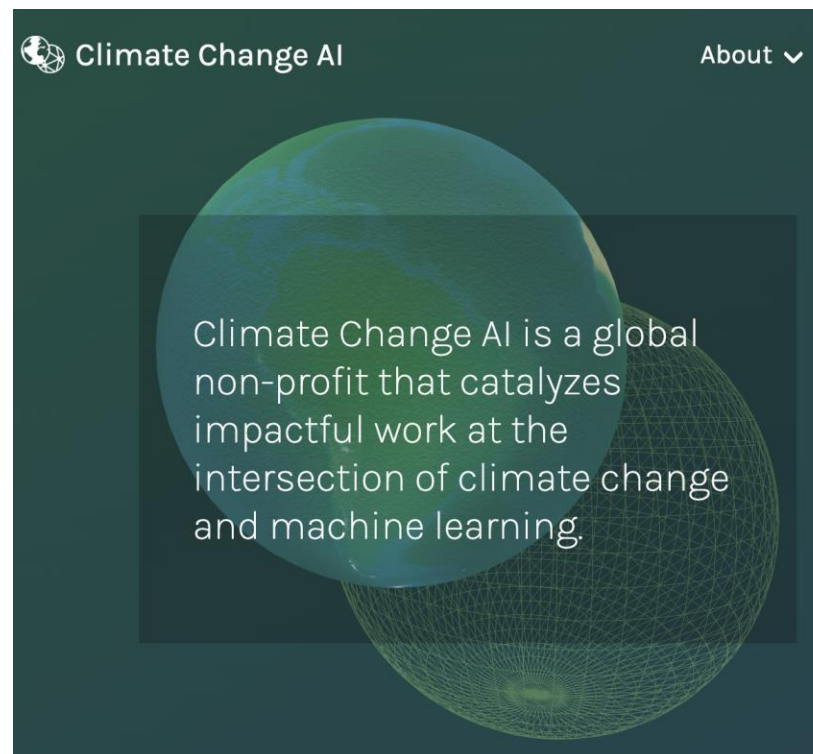 Climate Change AI
About
Climate Change AI is a global
non-profit that catalyzes
impactful work at the
intersection of climate change
and machine learning.